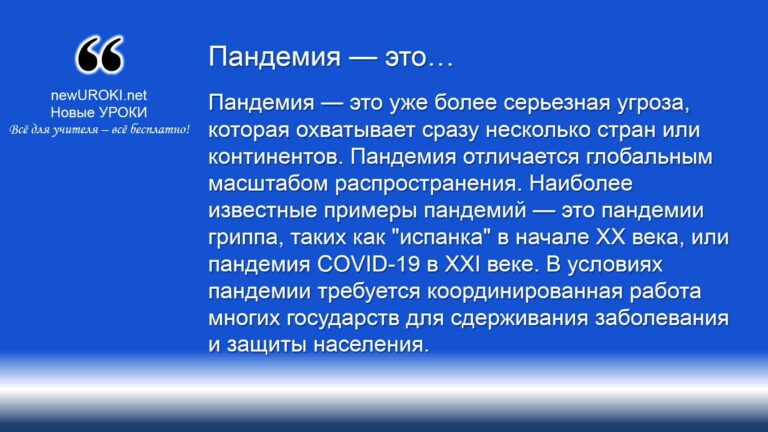 ❝
newUROKI.net
Новые УРОКИ
Всё для учителя – всё бесплатно!
Пандемия — это…
Пандемия — это уже более серьезная угроза,
которая охватывает сразу несколько стран или
континентов. Пандемия отличается глобальным
масштабом распространения. Наиболее
известные примеры пандемий — это пандемии
гриппа, таких как "испанка" в начале XX века, или
пандемия COVID-19 в XXI веке. В условиях
пандемии требуется координированная работа
многих государств для сдерживания заболевания
и защиты населения.